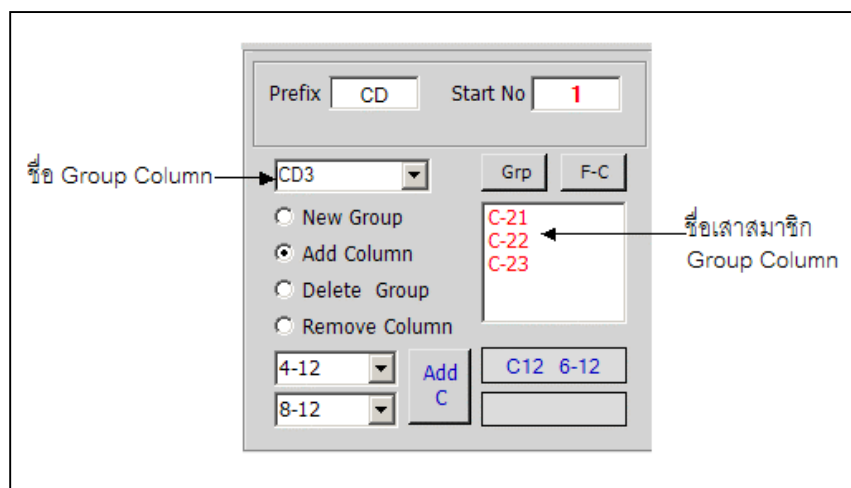 Prefix CD Start No 1
ชื่อ Group Column
CD3
Grp F-C
New Group
Add Column
Delete Group
Remove Column
C-21
C-22
C-23
ชื่อเสาสมาชิก
Group Column
4-12
8-12
Add
C
C12 6-12